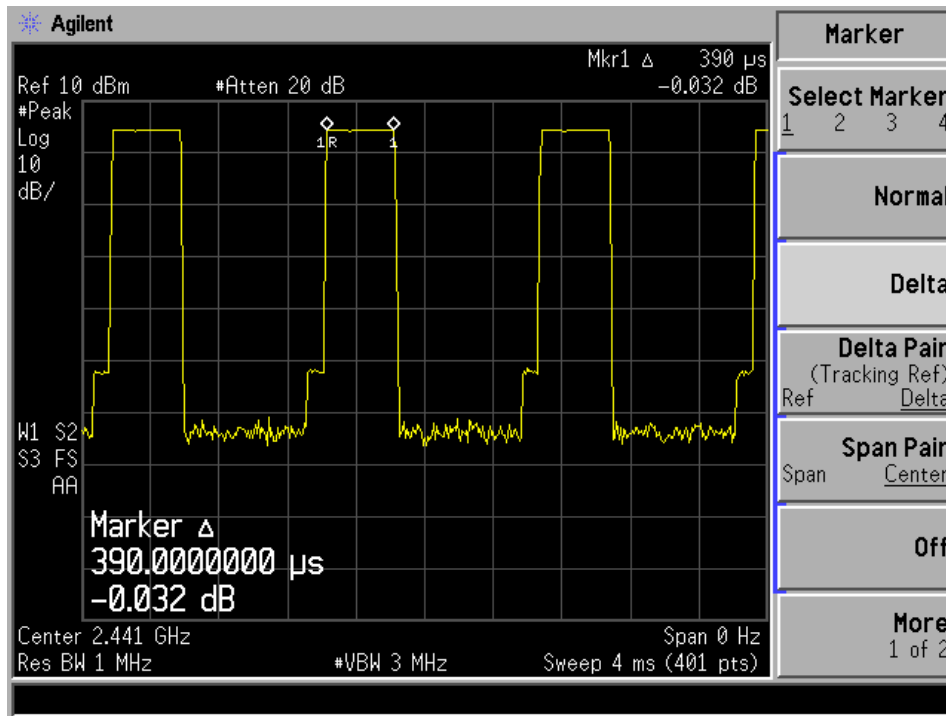 Agilent
Mkr1 Δ 390 µs
Ref 10 dBm #Atten 20 dB -0.032 dB
#Peak
Log
10
dB/
1R 1
W1 S2
S3 FS
AA
Marker Δ
390.0000000 µs
-0.032 dB
Center 2.441 GHz Span 0 Hz
Res BW 1 MHz #VBW 3 MHz Sweep 4 ms (401 pts)
Marker
Select Marker
1 2 3 4
Normal
Delta
Delta Pair
(Tracking Ref)
Ref Delta
Span Pair
Span Center
Off
More
1 of 2